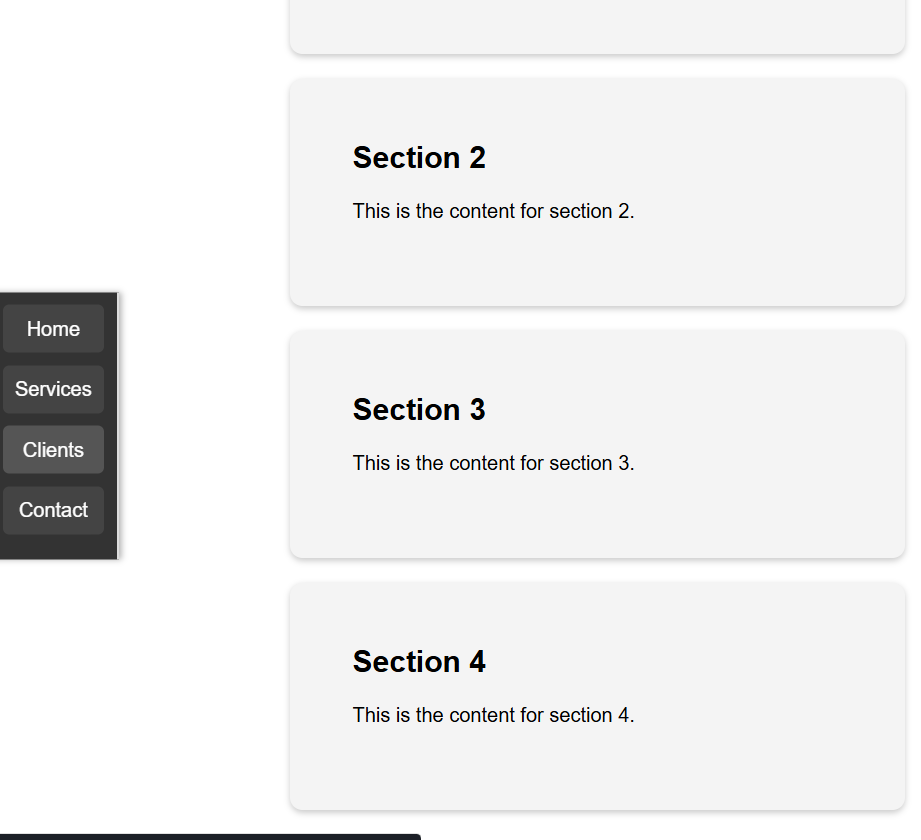 Section 2
This is the content for section 2.
Home
Services
Clients
Contact
Section 3
This is the content for section 3.
Section 4
This is the content for section 4.